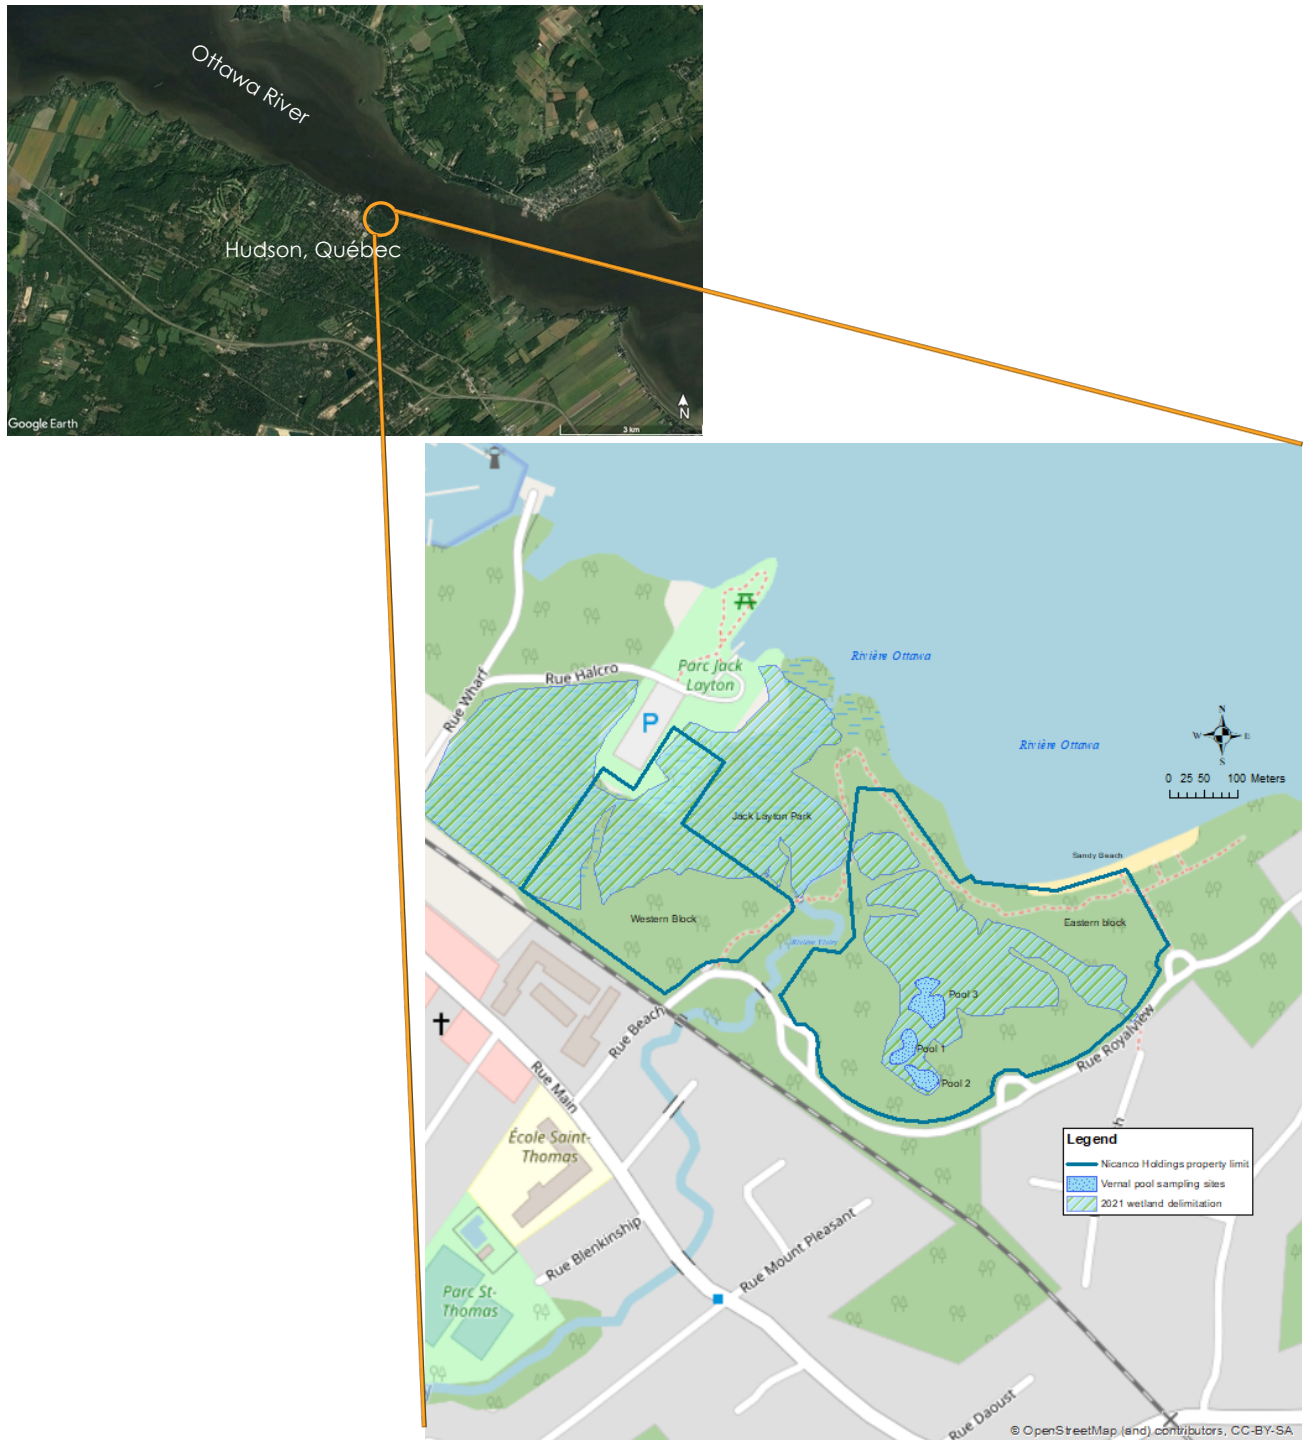 Ottawa River
Hudson, Québec
N
3 km
Google Earth
Rivière Ottawa
Parc Jack
Layton
Rue Halcro
Rue Wharf
P
N
W E
S
Rivière Ottawa
0 25 50 100 Meters
Jack Layton Park
Sandy Beach
Western Block
Eastern block
Pool 3
Pool 1
Pool 2
Rue Beach
Rue Royalview
Rue Main
École Saint-
Thomas
Legend
Nicanco Holdings property limit
Vernal pool sampling sites
2021 wetland delimitation
Rue Blenkinship
Rue Mount Pleasant
Parc St-
Thomas
Rue Daoust
© OpenStreetMap (and) contributors, CC-BY-SA